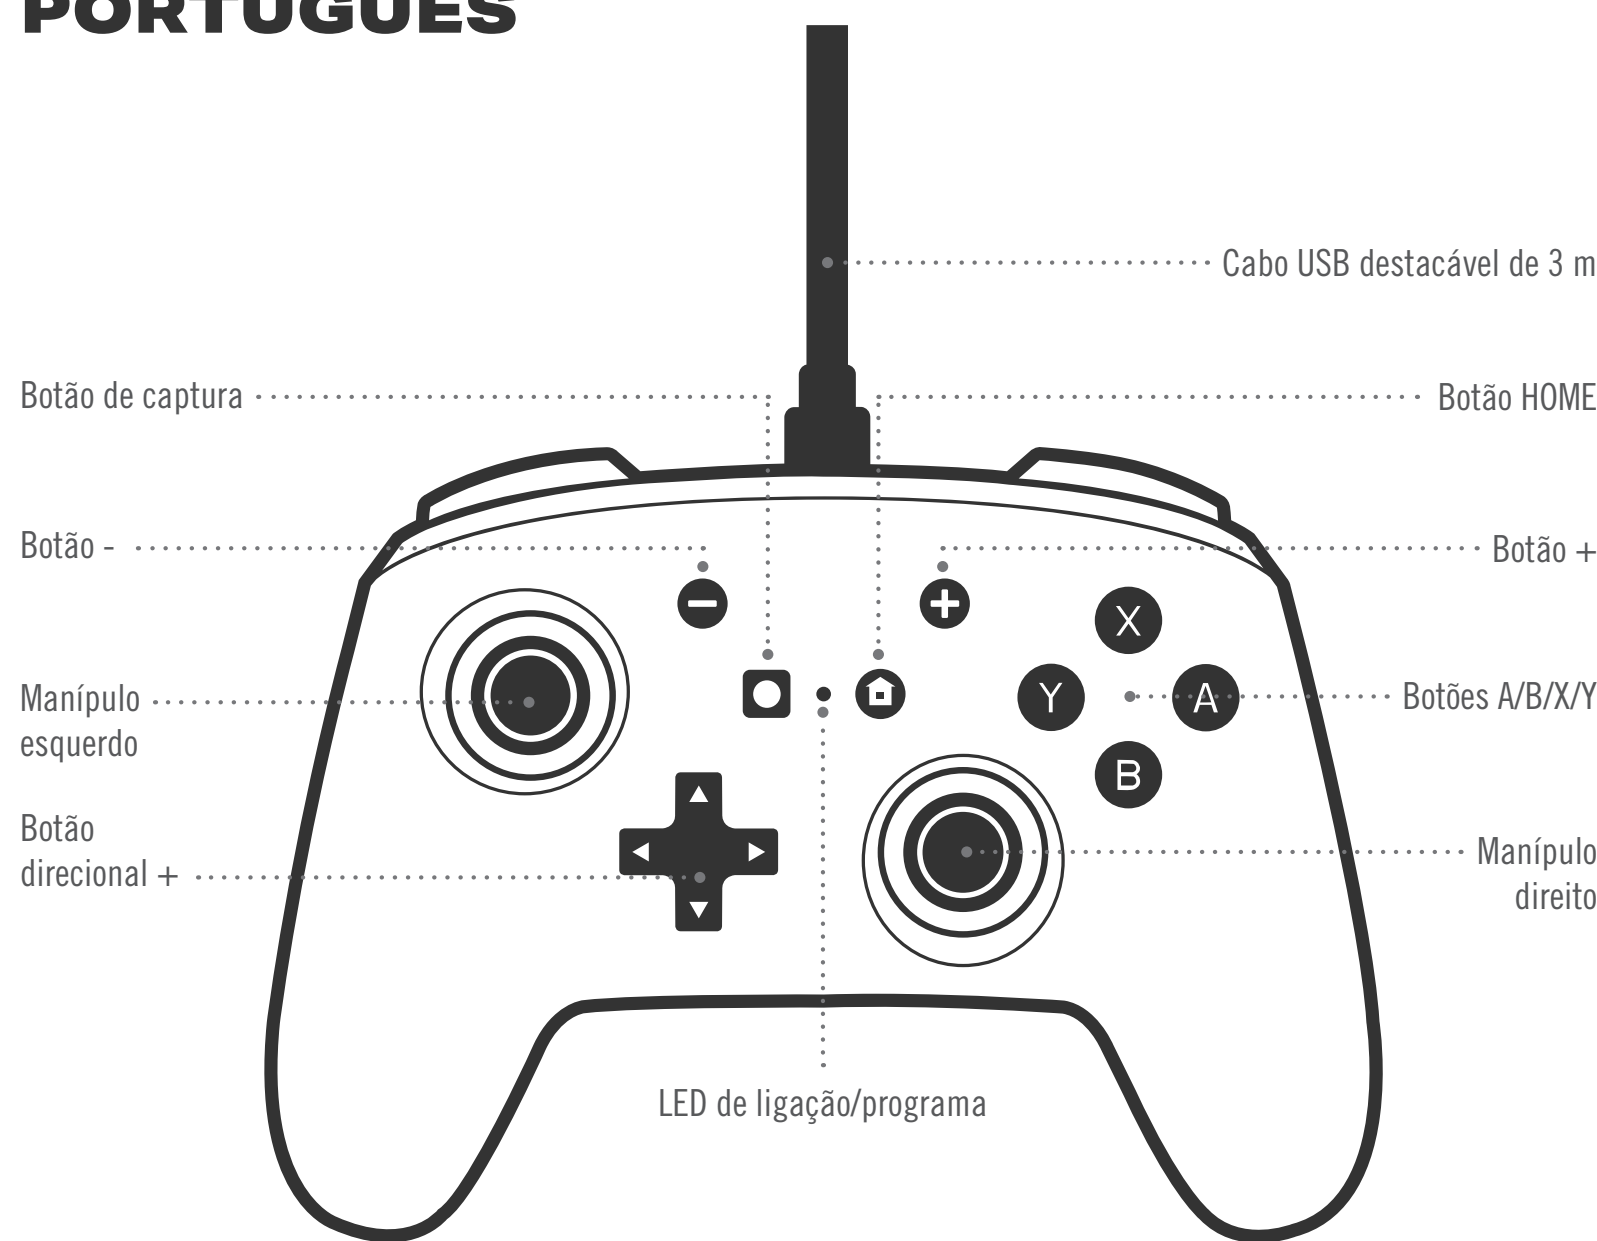 PORTUGUÊS
Cabo USB destacável de 3 m
Botão de captura
Botão HOME
Botão -
Botão +
X
Manípulo
esquerdo
Y
A
Botões A/B/X/Y
B
Botão
direcional +
Manípulo
direito
LED de ligação/programa